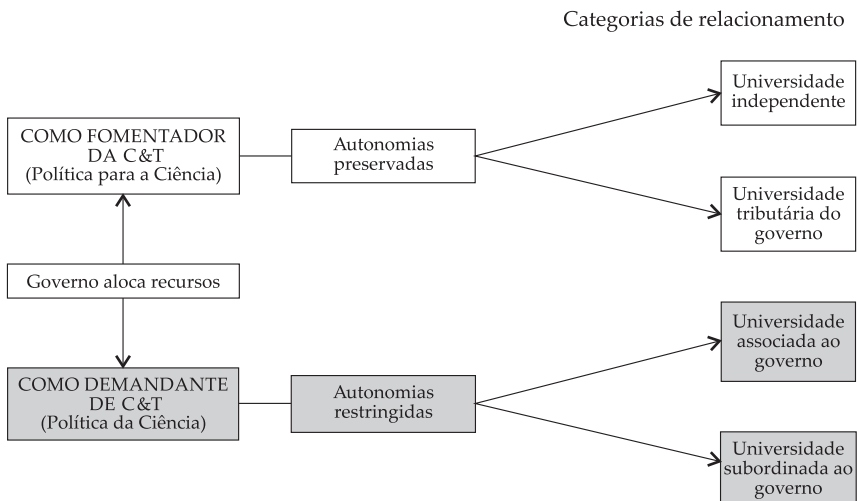 Categorias de relacionamento
Universidade
independente
COMO FOMENTADOR
DA C&T
(Política para a Ciência)
Autonomias
preservadas
Universidade
tributária do
governo
Governo aloca recursos
Universidade
associada ao
governo
COMO DEMANDANTE
DE C&T
(Política da Ciência)
Autonomias
restringidas
Universidade
subordinada ao
governo